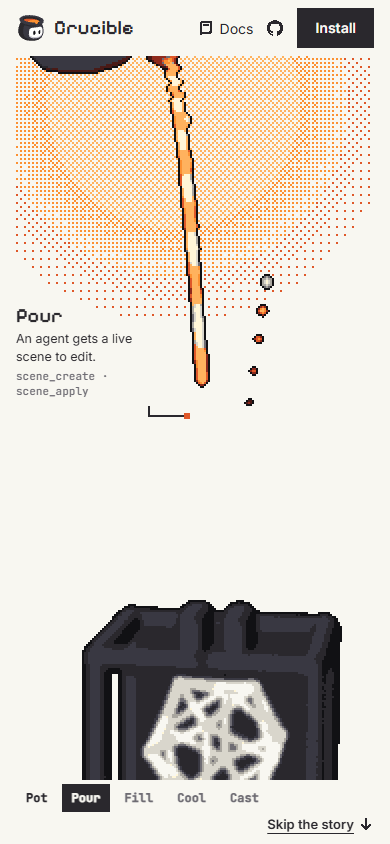 Crucible
Docs
Install
Pour
An agent gets a live
scene to edit.
scene_create ·
scene_apply
Pot Pour Fill Cool Cast
Skip the story